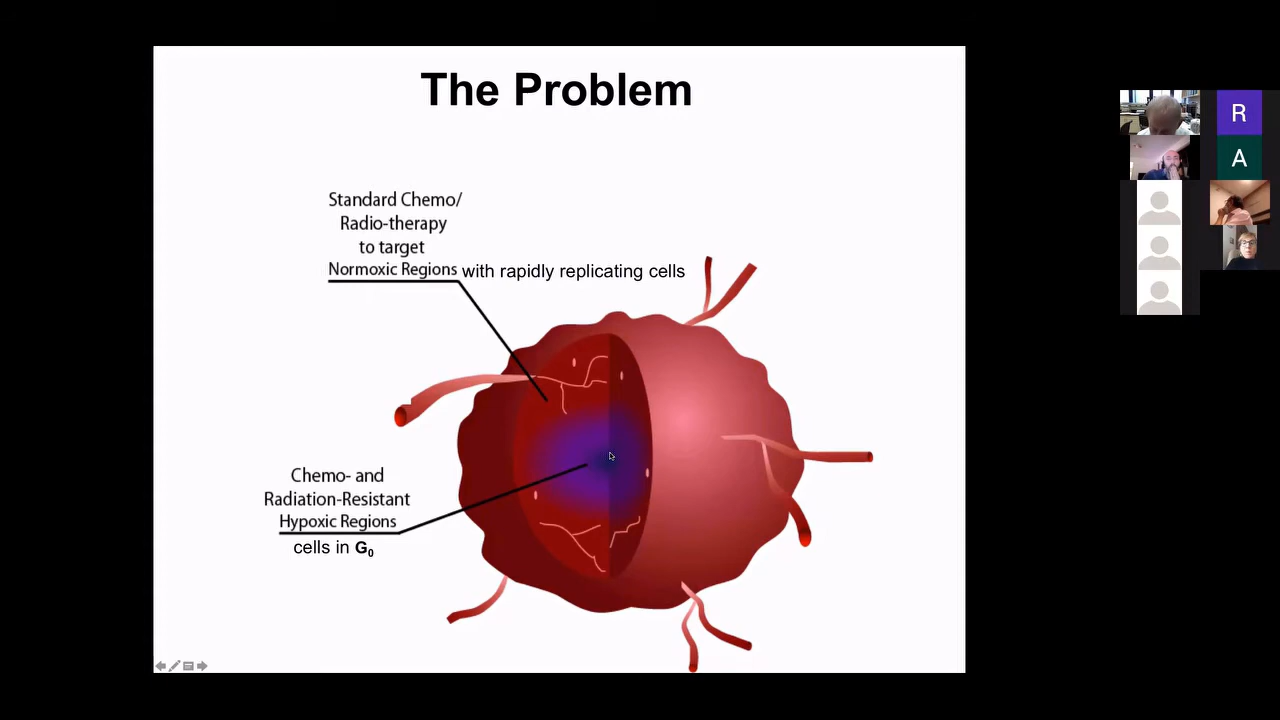 The Problem
Standard Chemo/
Radio-therapy
to target
Normoxic Regions with rapidly replicating cells
Chemo- and
Radiation-Resistant
Hypoxic Regions
cells in G₀
R
A